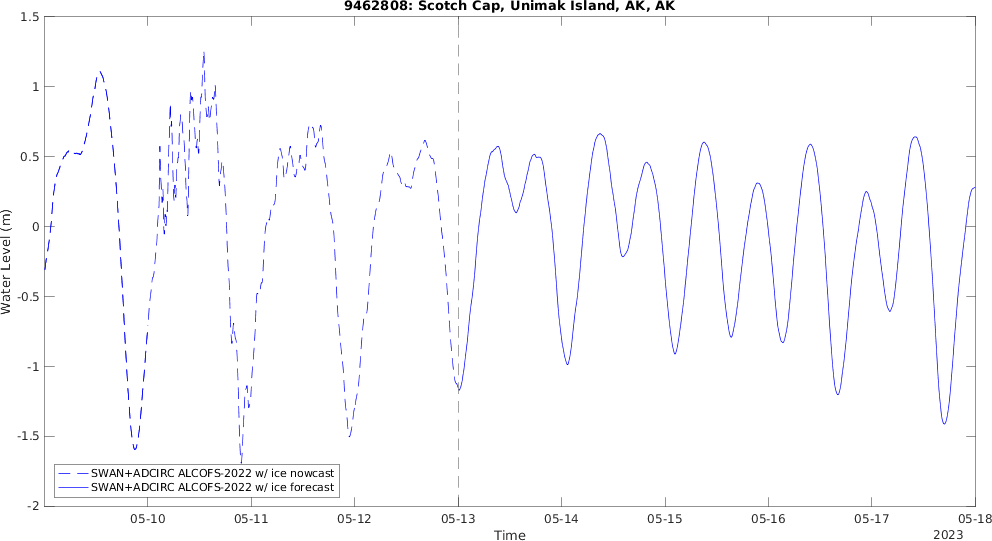 9462808: Scotch Cap, Unimak Island, AK, AK
Water Level (m)
1.5
1
0.5
0
-0.5
-1
-1.5
-2
SWAN+ADCIRC ALCOFS-2022 w/ ice nowcast
SWAN+ADCIRC ALCOFS-2022 w/ ice forecast
05-10 05-11 05-12 05-13 05-14 05-15 05-16 05-17 05-18
Time
2023